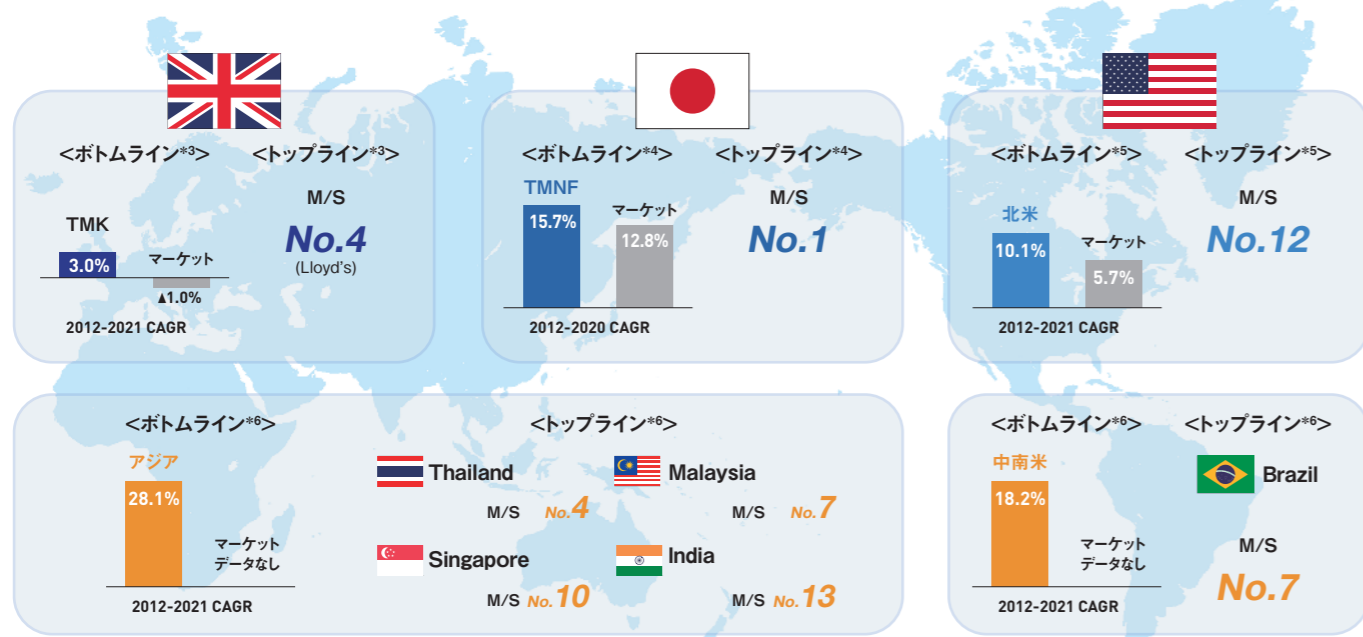 <ボトムライン*3> <トップライン*3>
TMK
3.0%
マーケット
▲1.0%
2012-2021 CAGR
M/S
No.4
(Lloyd's)
<ボトムライン*4> <トップライン*4>
TMNF
15.7%
マーケット
12.8%
2012-2020 CAGR
M/S
No.1
<ボトムライン*5> <トップライン*5>
北米
10.1%
マーケット
5.7%
2012-2021 CAGR
M/S
No.12
<ボトムライン*6> <トップライン*6>
アジア
28.1%
マーケット
データなし
2012-2021 CAGR
Thailand
M/S No.4
Malaysia
M/S No.7
Singapore
M/S No.10
India
M/S No.13
<ボトムライン*6> <トップライン*6>
中南米
18.2%
マーケット
データなし
2012-2021 CAGR
Brazil
M/S
No.7